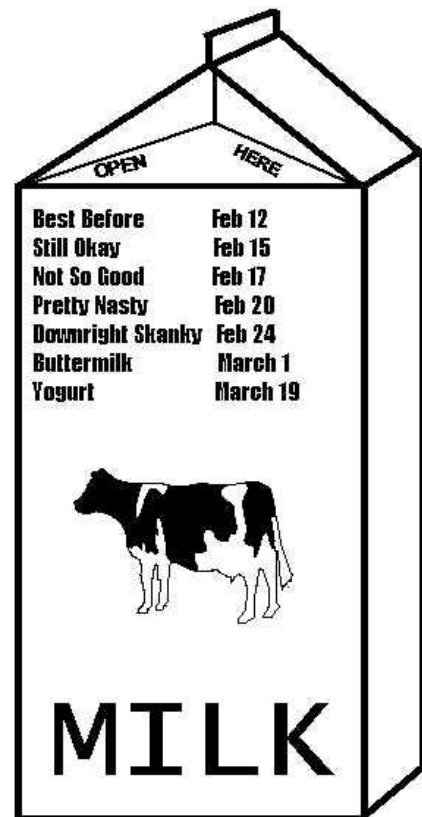 OPEN HERE
Best Before Feb 12
Still Okay Feb 15
Not So Good Feb 17
Pretty Nasty Feb 20
Downright Skanky Feb 24
Buttermilk March 1
Yogurt March 19
MILK